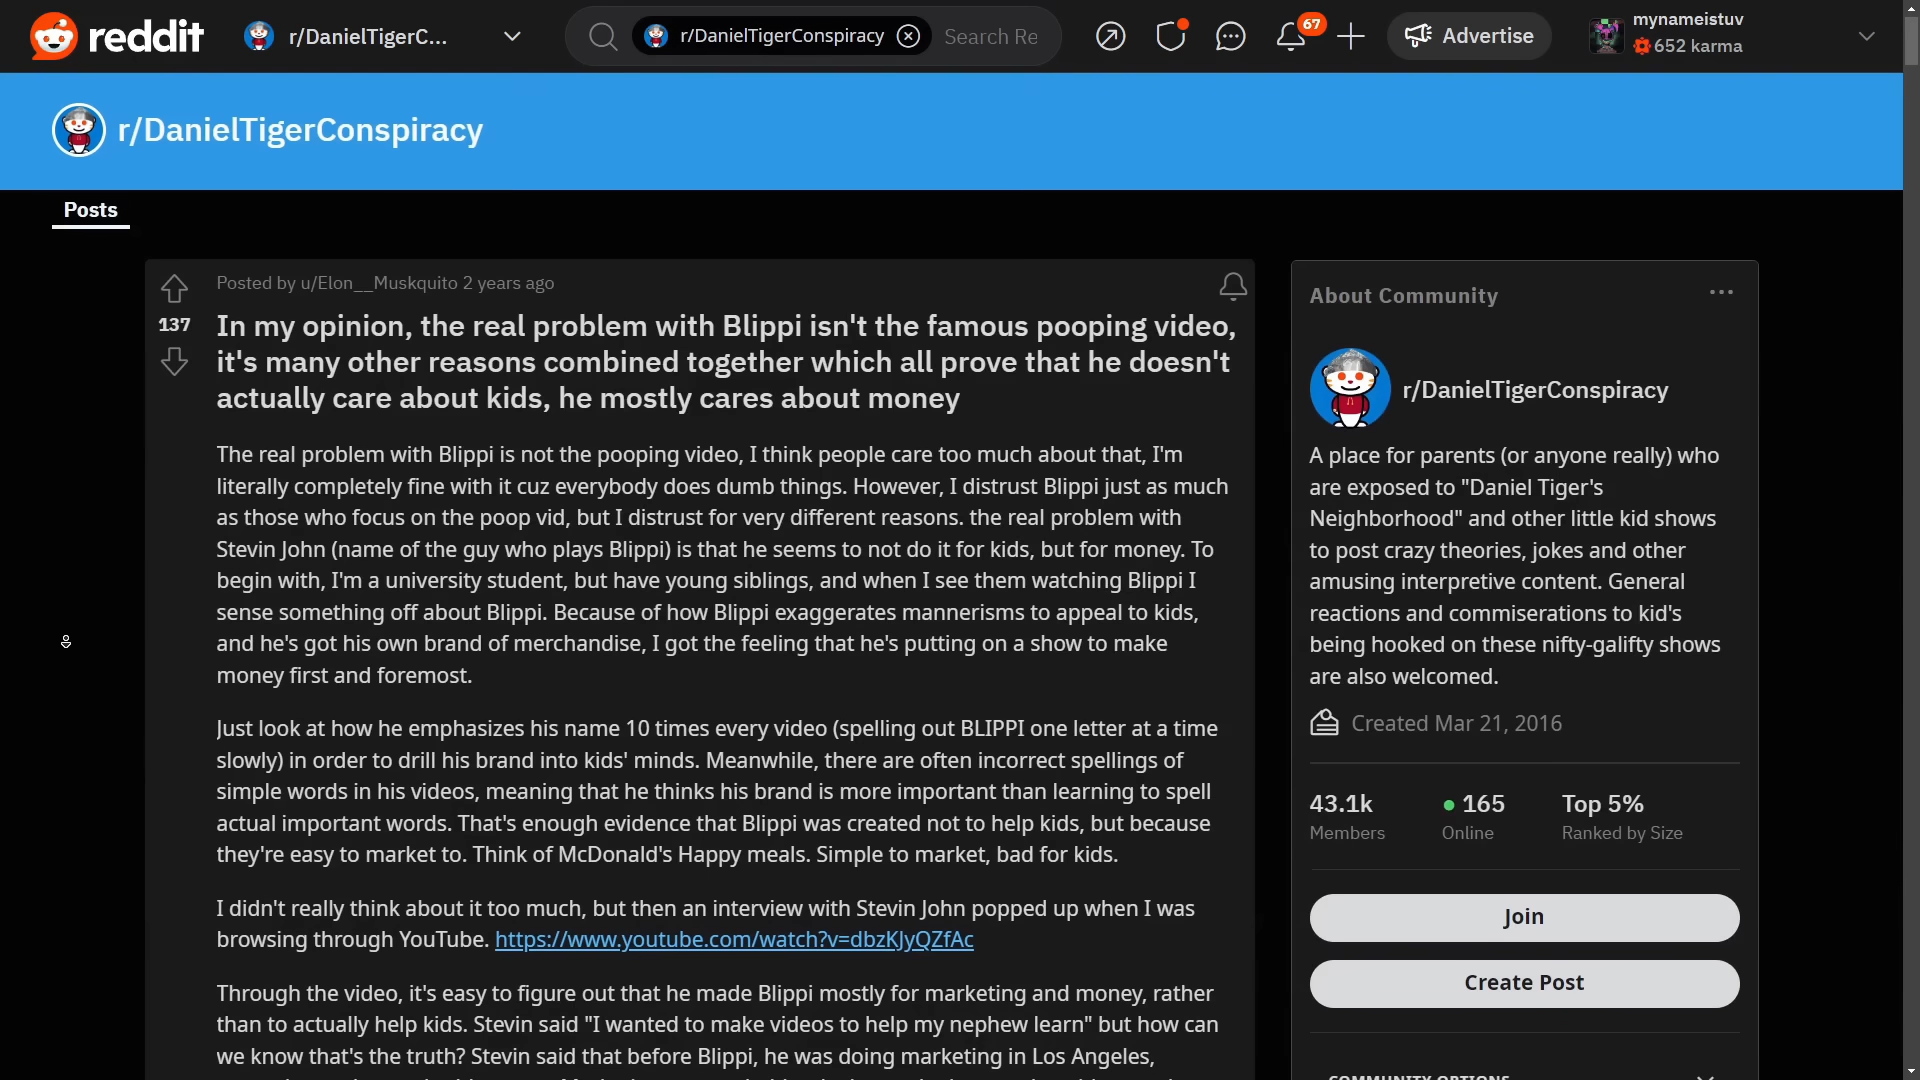 reddit
r/DanielTigerC...
r/DanielTigerConspiracy
Search Re
67
Advertise
mynameistuv
652 karma
r/DanielTigerConspiracy
Posts
137
Posted by u/Elon__Muskquito 2 years ago
In my opinion, the real problem with Blippi isn't the famous pooping video,
it's many other reasons combined together which all prove that he doesn't
actually care about kids, he mostly cares about money
The real problem with Blippi is not the pooping video, I think people care too much about that, I'm
literally completely fine with it cuz everybody does dumb things. However, I distrust Blippi just as much
as those who focus on the poop vid, but I distrust for very different reasons. the real problem with
Stevin John (name of the guy who plays Blippi) is that he seems to not do it for kids, but for money. To
begin with, I'm a university student, but have young siblings, and when I see them watching Blippi I
sense something off about Blippi. Because of how Blippi exaggerates mannerisms to appeal to kids,
and he's got his own brand of merchandise, I got the feeling that he's putting on a show to make
money first and foremost.
Just look at how he emphasizes his name 10 times every video (spelling out BLIPPI one letter at a time
slowly) in order to drill his brand into kids' minds. Meanwhile, there are often incorrect spellings of
simple words in his videos, meaning that he thinks his brand is more important than learning to spell
actual important words. That's enough evidence that Blippi was created not to help kids, but because
they're easy to market to. Think of McDonald's Happy meals. Simple to market, bad for kids.
I didn't really think about it too much, but then an interview with Stevin John popped up when I was
browsing through YouTube. https://www.youtube.com/watch?v=dbzKJyQZfAc
Through the video, it's easy to figure out that he made Blippi mostly for marketing and money, rather
than to actually help kids. Stevin said "I wanted to make videos to help my nephew learn" but how can
we know that's the truth? Stevin said that before Blippi, he was doing marketing in Los Angeles,
About Community
r/DanielTigerConspiracy
A place for parents (or anyone really) who
are exposed to "Daniel Tiger's
Neighborhood" and other little kid shows
to post crazy theories, jokes and other
amusing interpretive content. General
reactions and commiserations to kid's
being hooked on these nifty-galifty shows
are also welcomed.
Created Mar 21, 2016
43.1k
Members
165
Online
Top 5%
Ranked by Size
Join
Create Post
COMMUNITY OPTIONS